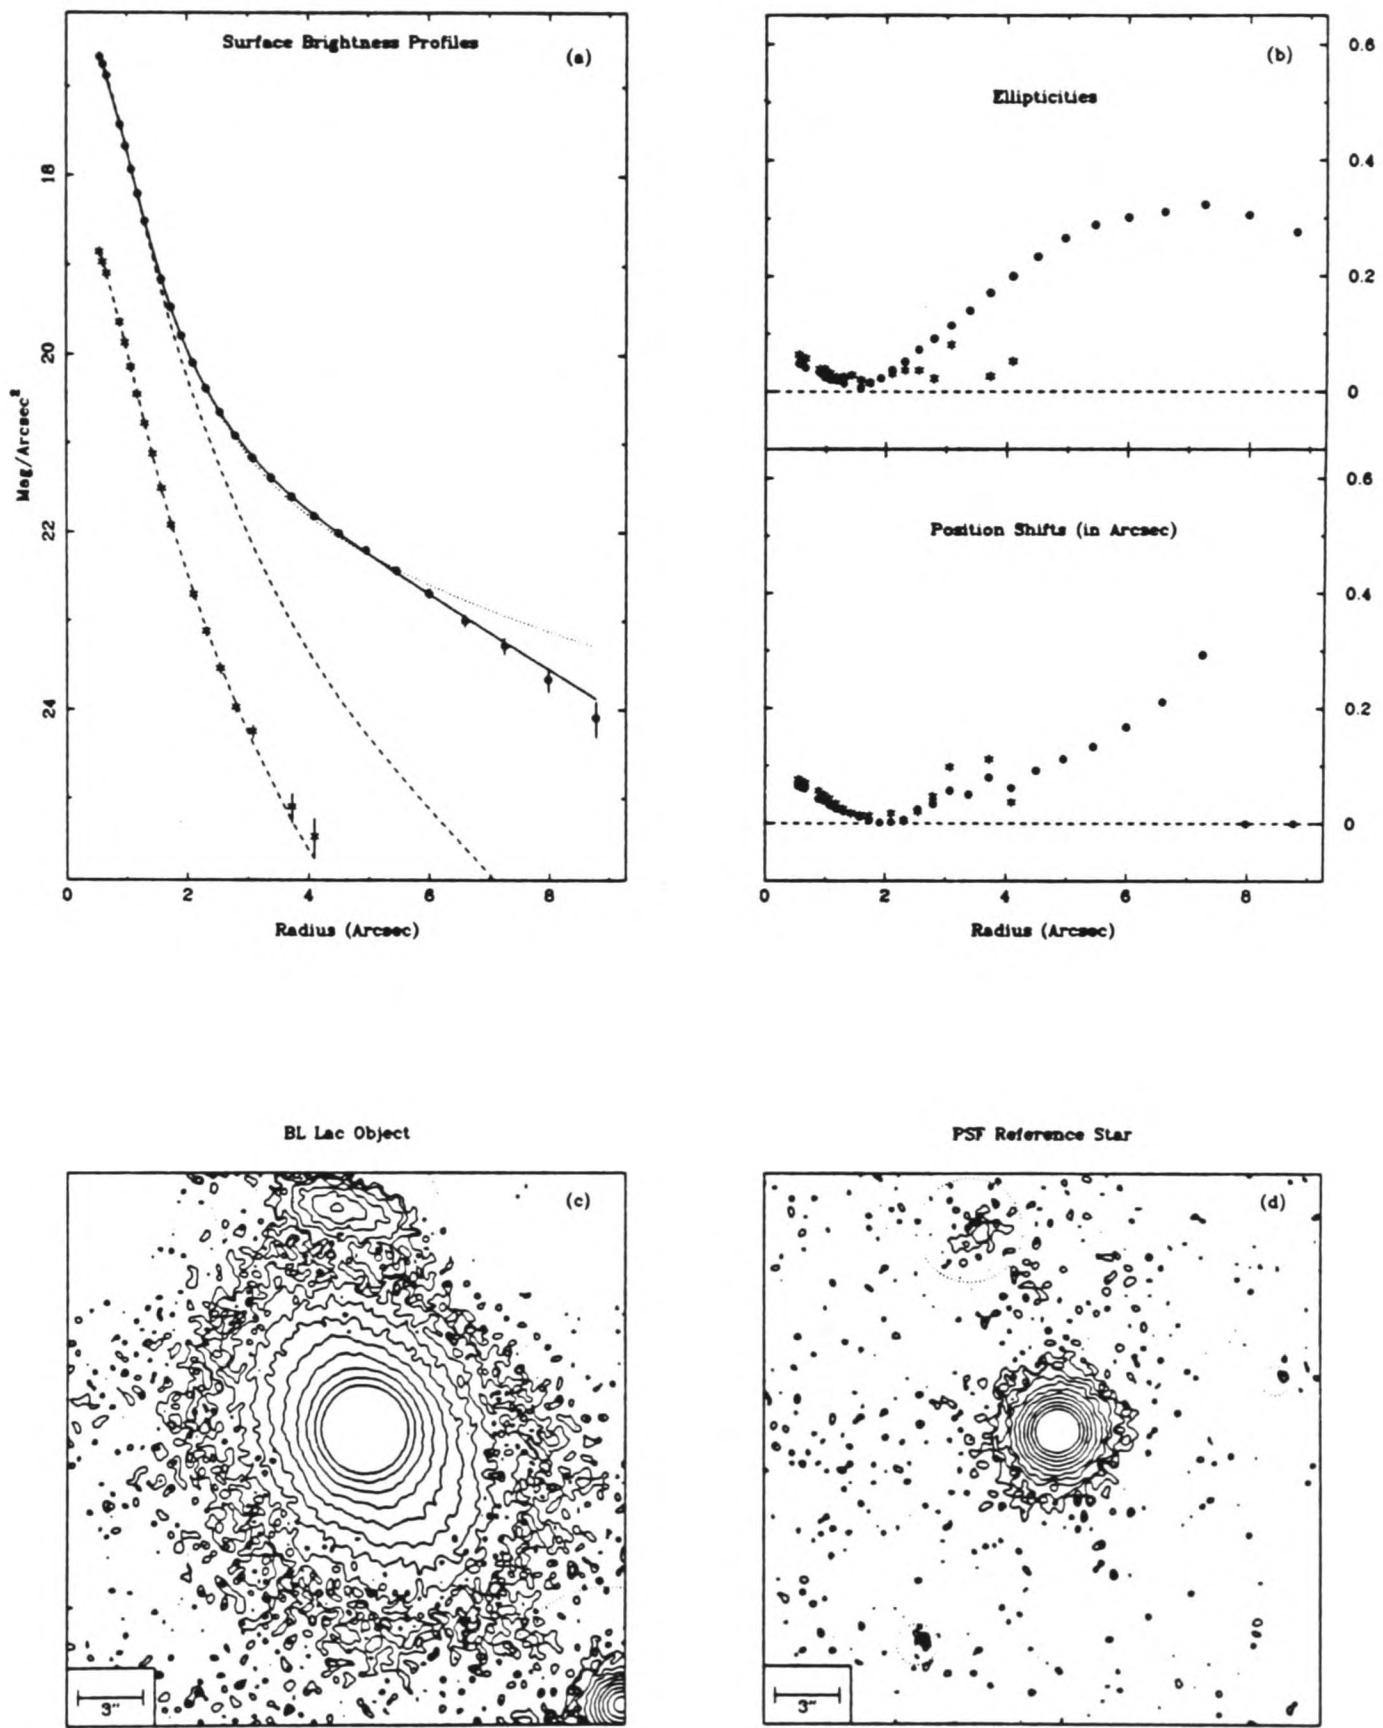 Surface Brightness Profiles
(a)
18
20
22
24
Mag/Arcsec²
0 2 4 6 8
Radius (Arcsec)
(b)
Ellipticities
0.6
0.4
0.2
0
Position Shifts (in Arcsec)
0.6
0.4
0.2
0
0 2 4 6 8
Radius (Arcsec)
BL Lac Object
(c)
3"
PSF Reference Star
(d)
3"